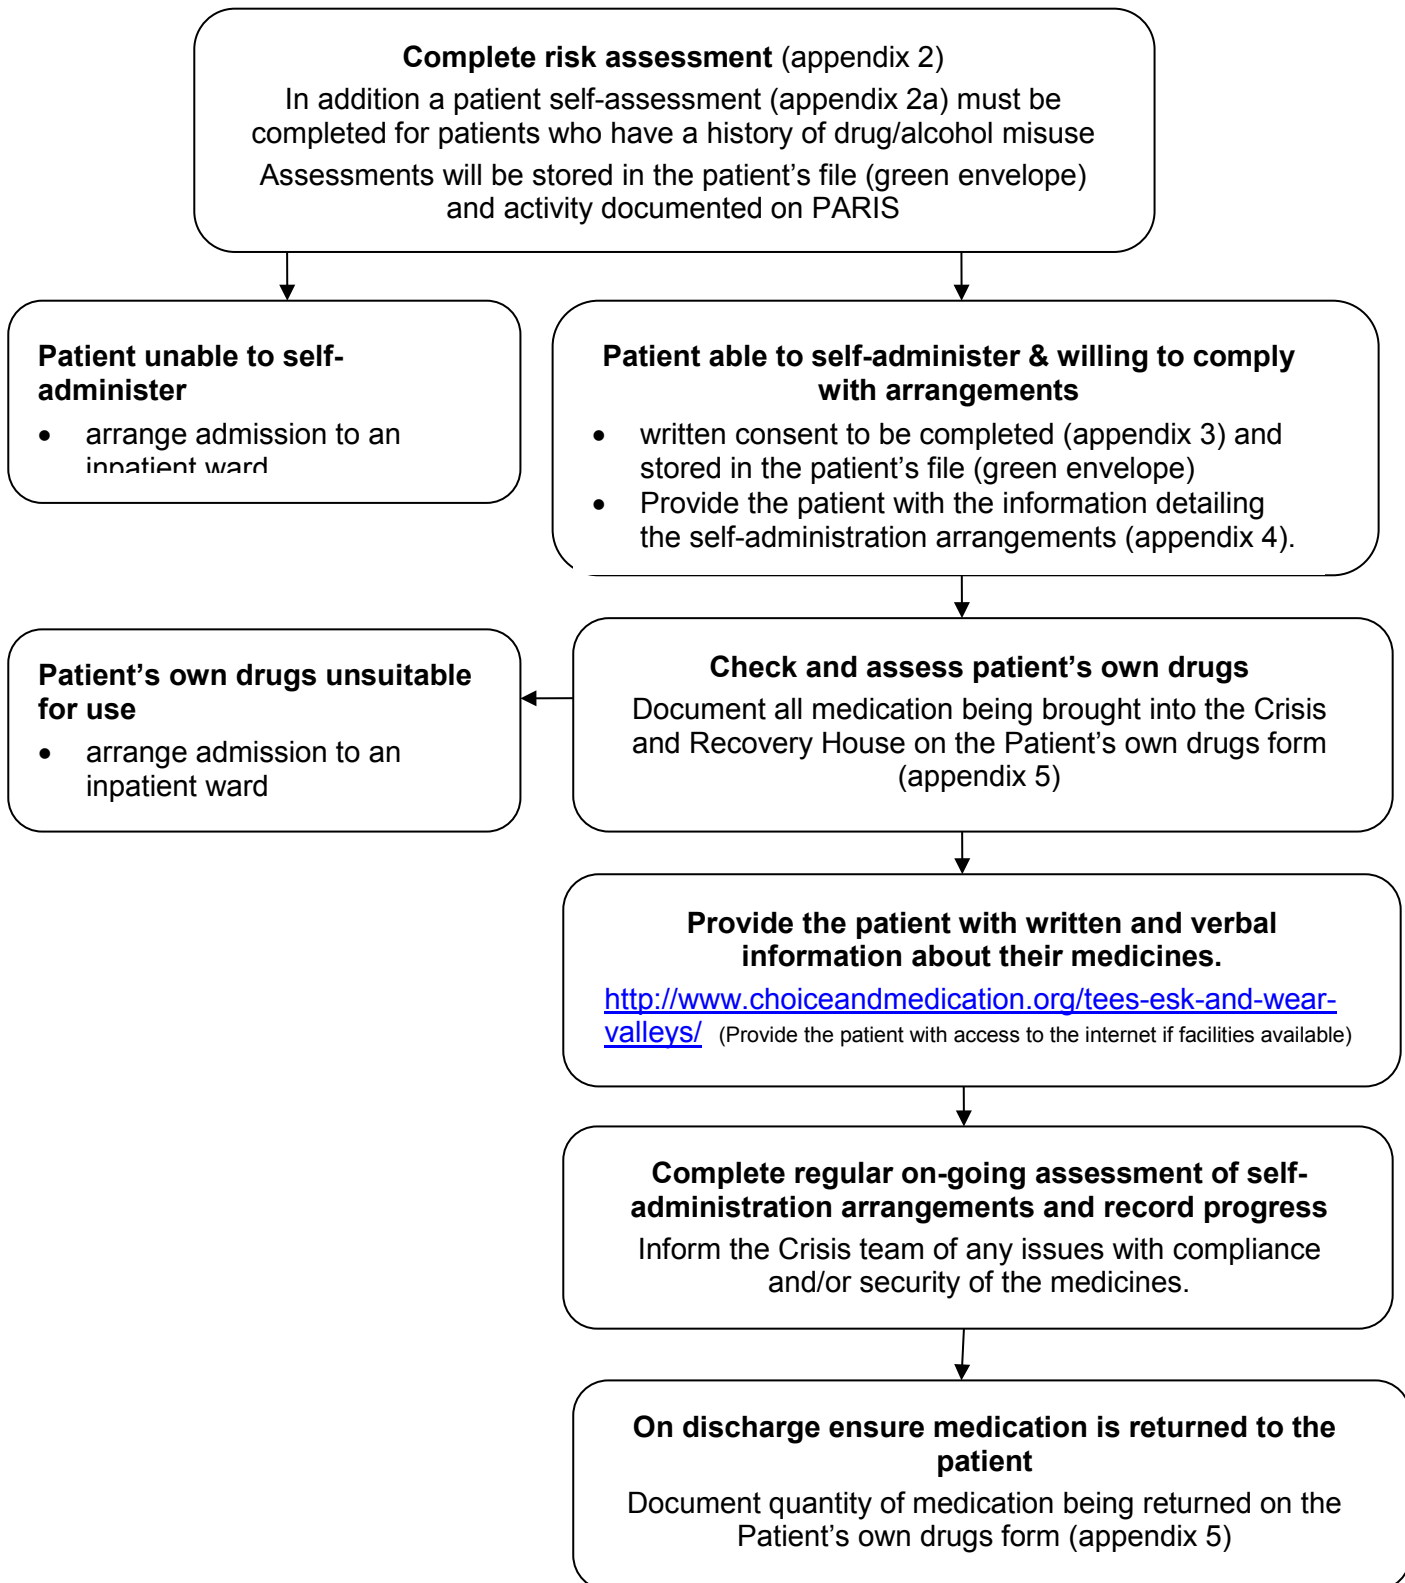 Complete risk assessment (appendix 2)
In addition a patient self-assessment (appendix 2a) must be
completed for patients who have a history of drug/alcohol misuse
Assessments will be stored in the patient’s file (green envelope)
and activity documented on PARIS
Patient unable to self-
administer
• arrange admission to an
inpatient ward
Patient able to self-administer & willing to comply
with arrangements
• written consent to be completed (appendix 3) and
stored in the patient’s file (green envelope)
• Provide the patient with the information detailing
the self-administration arrangements (appendix 4).
Patient’s own drugs unsuitable
for use
• arrange admission to an
inpatient ward
Check and assess patient’s own drugs
Document all medication being brought into the Crisis
and Recovery House on the Patient’s own drugs form
(appendix 5)
Provide the patient with written and verbal
information about their medicines.
http://www.choiceandmedication.org/tees-esk-and-wear-
valleys/ (Provide the patient with access to the internet if facilities available)
Complete regular on-going assessment of self-
administration arrangements and record progress
Inform the Crisis team of any issues with compliance
and/or security of the medicines.
On discharge ensure medication is returned to the
patient
Document quantity of medication being returned on the
Patient’s own drugs form (appendix 5)